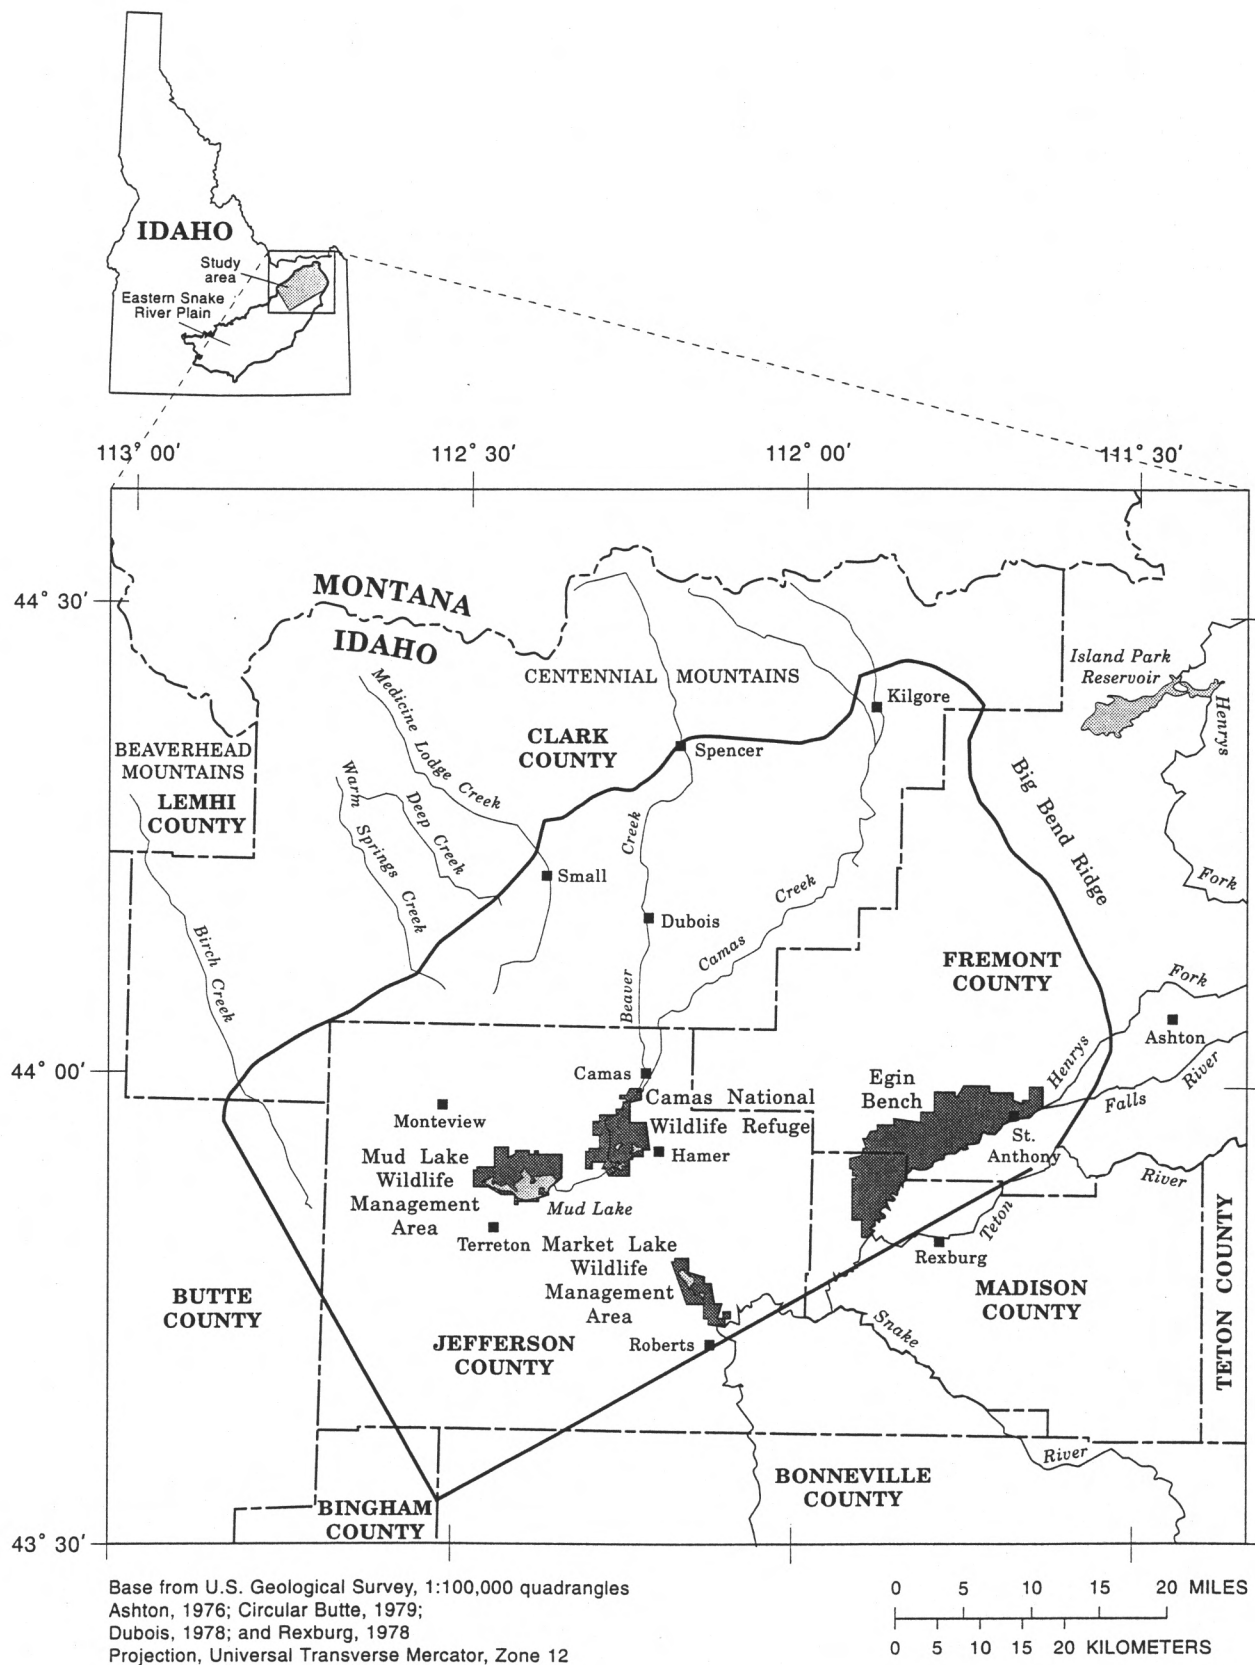 IDAHO
Study
area
Eastern Snake
River Plain
113° 00′
112° 30′
112° 00′
111° 30′
44° 30′
MONTANA
IDAHO
Island Park
Reservoir
CENTENNIAL MOUNTAINS
Medicine Lodge Creek
Kilgore
Henrys
CLARK
COUNTY
Spencer
BEAVERHEAD
MOUNTAINS
LEMHI
COUNTY
Warm Springs Creek
Deep Creek
Big Bend Ridge
Creek
Small
Creek
Fork
Dubois
Birch Creek
Camas
FREMONT
COUNTY
Beaver
Fork
Ashton
44° 00′
Camas
Henrys
River
Egin
Bench
Falls
Camas National
Wildlife Refuge
Monteview
St.
Anthony
Hamer
Mud Lake
Wildlife
Management
Area
River
Mud Lake
Teton
Terreton
Market Lake
Wildlife
Management
Area
Rexburg
TETON COUNTY
BUTTE
COUNTY
MADISON
COUNTY
Snake
JEFFERSON
COUNTY
Roberts
River
BONNEVILLE
COUNTY
BINGHAM
COUNTY
43° 30′
Base from U.S. Geological Survey, 1:100,000 quadrangles
Ashton, 1976; Circular Butte, 1979;
Dubois, 1978; and Rexburg, 1978
Projection, Universal Transverse Mercator, Zone 12
0 5 10 15 20 MILES
0 5 10 15 20 KILOMETERS